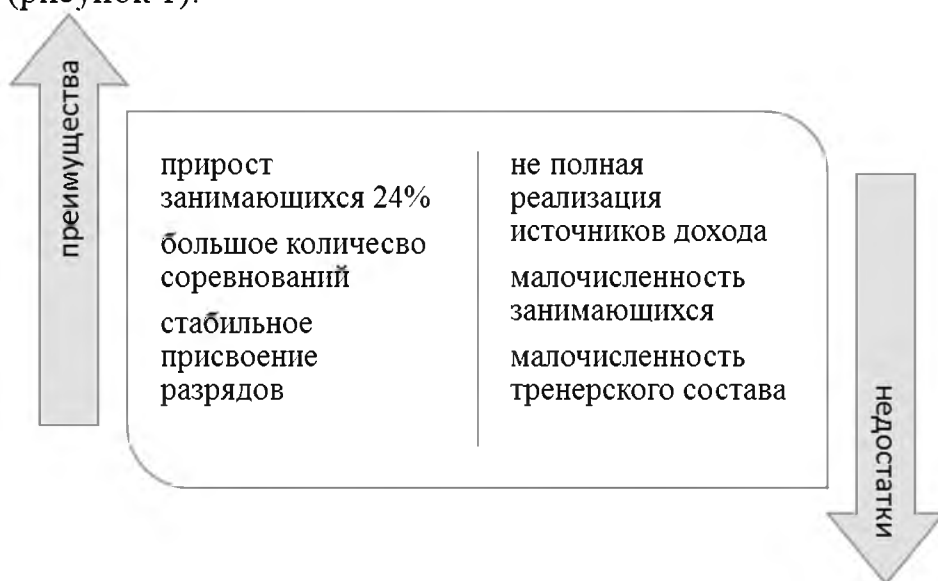 (рисунок 1).
преимущества
прирост
занимающихся 24%
большое количесво
соревнований
стабильное
присвоение
разрядов
не полная
реализация
источников дохода
малочисленность
занимающихся
малочисленность
тренерского состава
недостатки